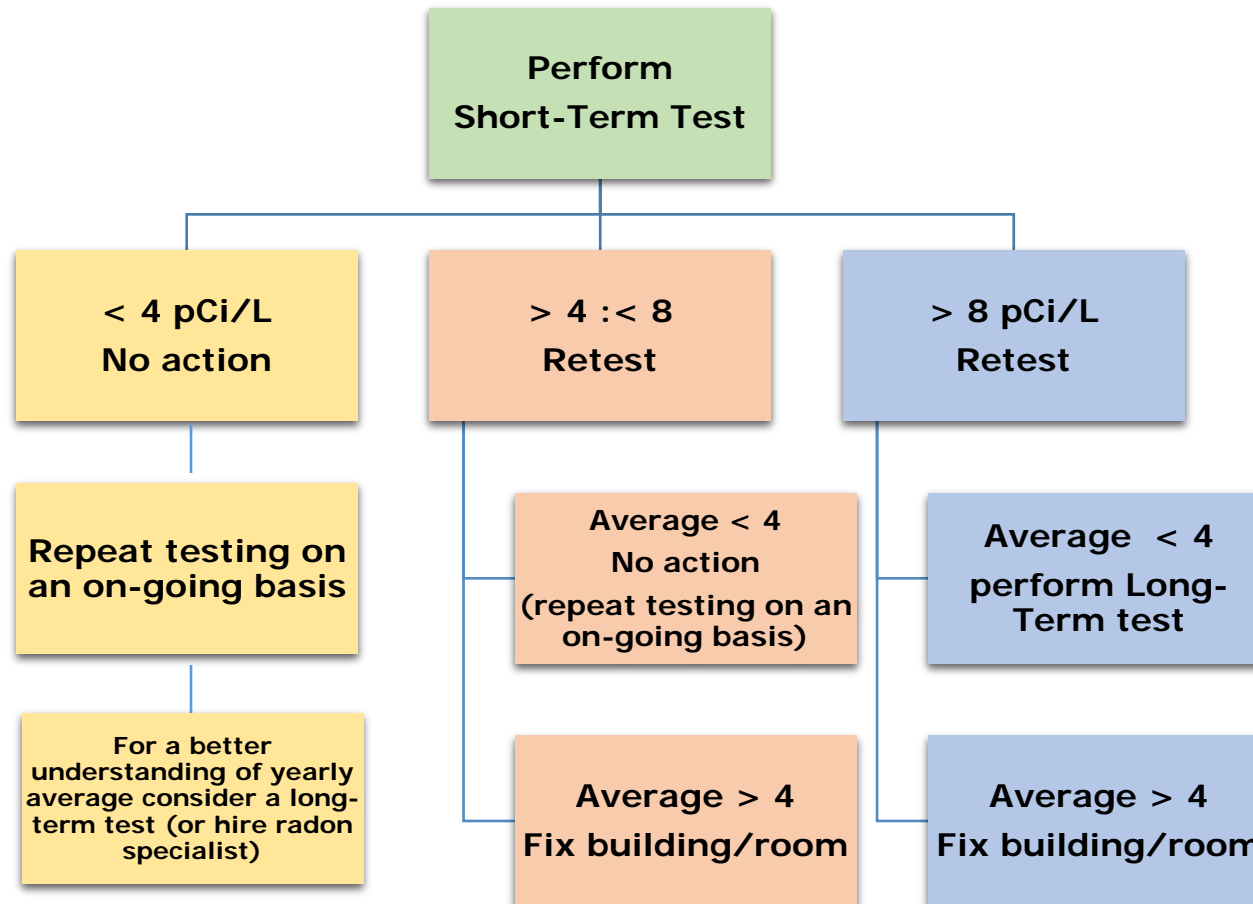 Perform
Short-Term Test
< 4 pCi/L
No action
> 4 :< 8
Retest
> 8 pCi/L
Retest
Repeat testing on
an on-going basis
Average < 4
No action
(repeat testing on an
on-going basis)
Average < 4
perform Long-
Term test
For a better
understanding of yearly
average consider a long-
term test (or hire radon
specialist)
Average > 4
Fix building/room
Average > 4
Fix building/room